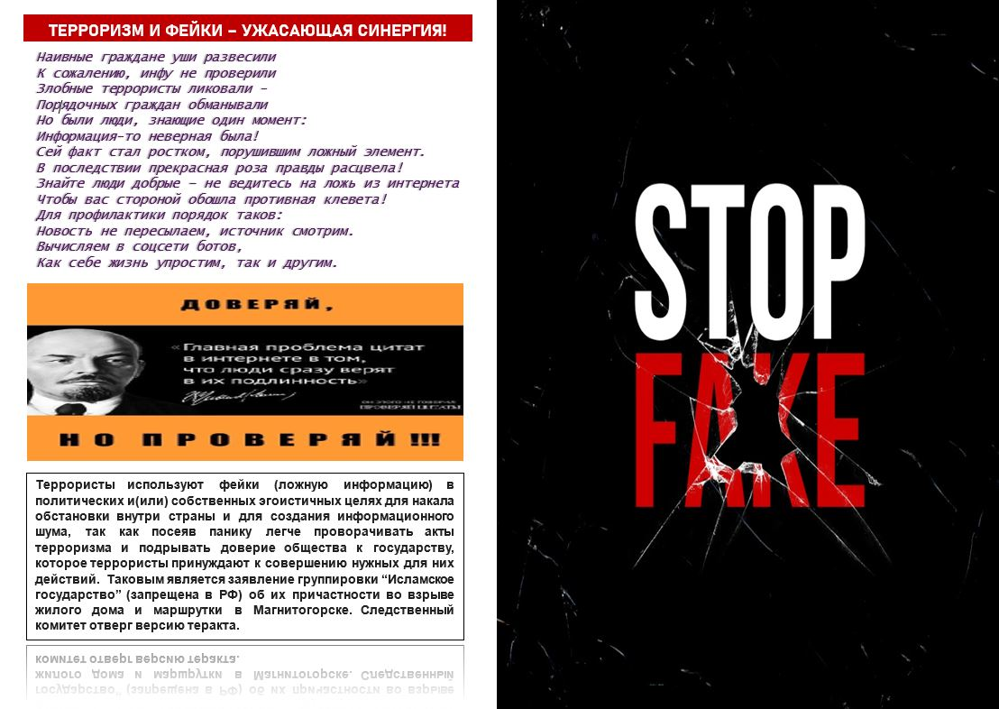 ТЕРРОРИЗМ И ФЕЙКИ – УЖАСАЮЩАЯ СИНЕРГИЯ!
Наивные граждане уши развесили
К сожалению, инфу не проверили
Злобные террористы ликовали –
Порядочных граждан обманывали
Но были люди, знающие один момент:
Информация-то неверная была!
Сей факт стал ростком, порушившим ложный элемент.
В последствии прекрасная роза правды расцвела!
Знайте люди добрые – не ведитесь на ложь из интернета
Чтобы вас стороной обошла противная клевета!
Для профилактики порядок таков:
Новость не пересылаем, источник смотрим.
Вычисляем в соцсети ботов,
Как себе жизнь упростим, так и другим.
ДОВЕРЯЙ,
«Главная проблема цитат
в интернете в том,
что люди сразу верят
в их подлинность»
ОН ЭТОГО НЕ ГОВОРИЛ
ПРОВЕРЯЙ ЦИТАТЫ
НО ПРОВЕРЯЙ!!!
Террористы используют фейки (ложную информацию) в
политических и(или) собственных эгоистичных целях для накала
обстановки внутри страны и для создания информационного
шума, так как посеяв панику легче проворачивать акты
терроризма и подрывать доверие общества к государству,
которое террористы принуждают к совершению нужных для них
действий. Таковым является заявление группировки “Исламское
государство” (запрещена в РФ) об их причастности во взрыве
жилого дома и маршрутки в Магнитогорске. Следственный
комитет отверг версию теракта.
STOP
FAKE